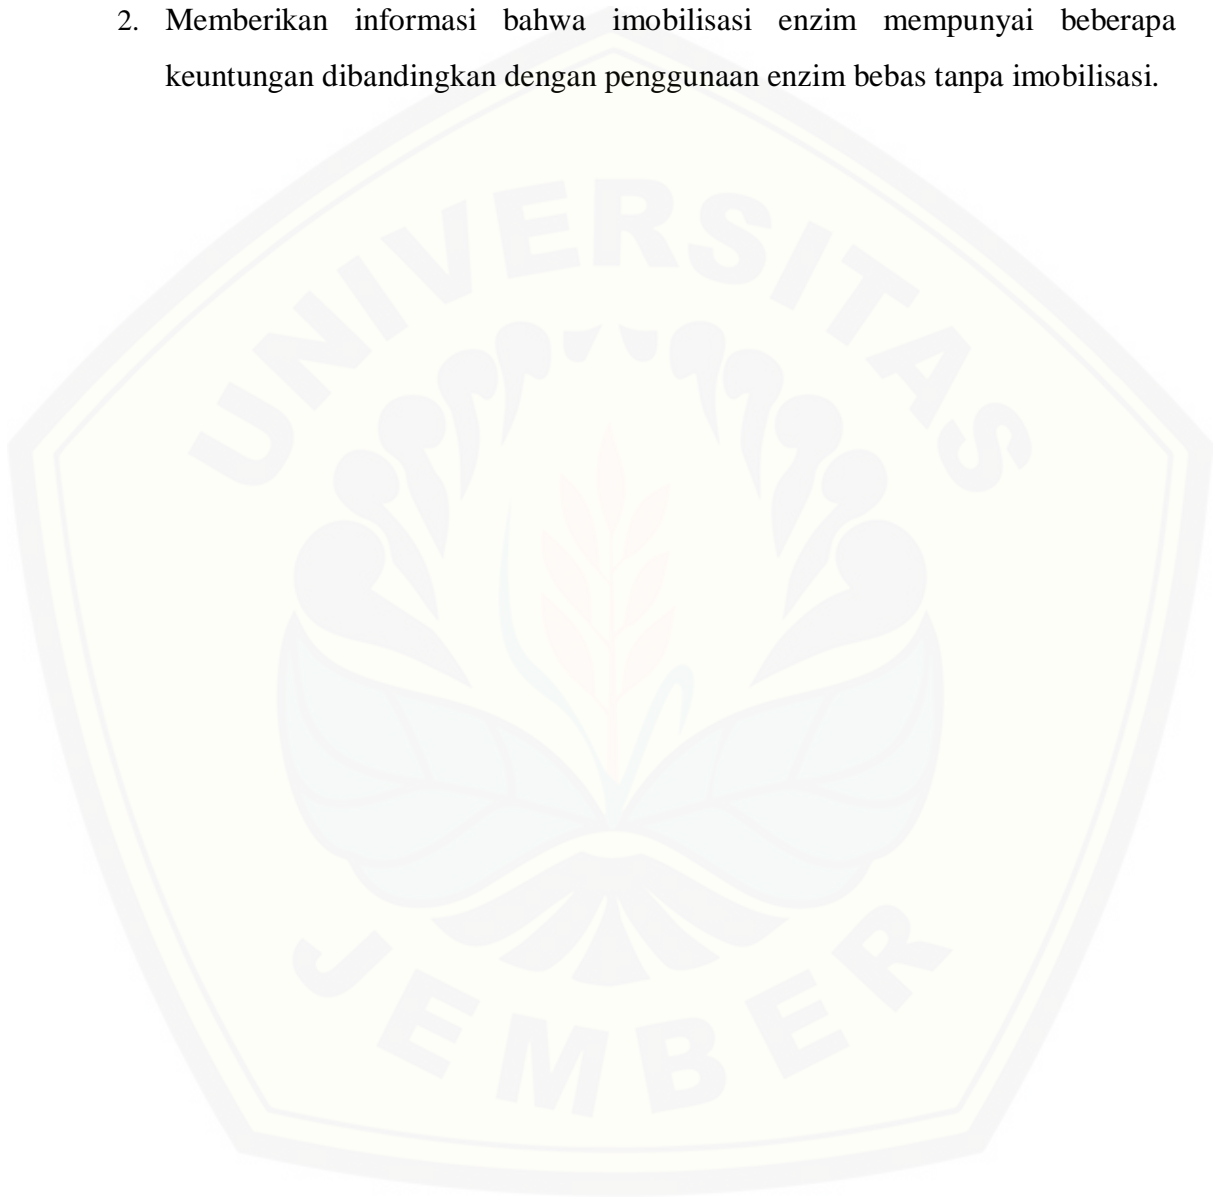 2. Memberikan informasi bahwa imobilisasi enzim mempunyai beberapa
keuntungan dibandingkan dengan penggunaan enzim bebas tanpa imobilisasi.
UNIVERSITAS
JEMBER